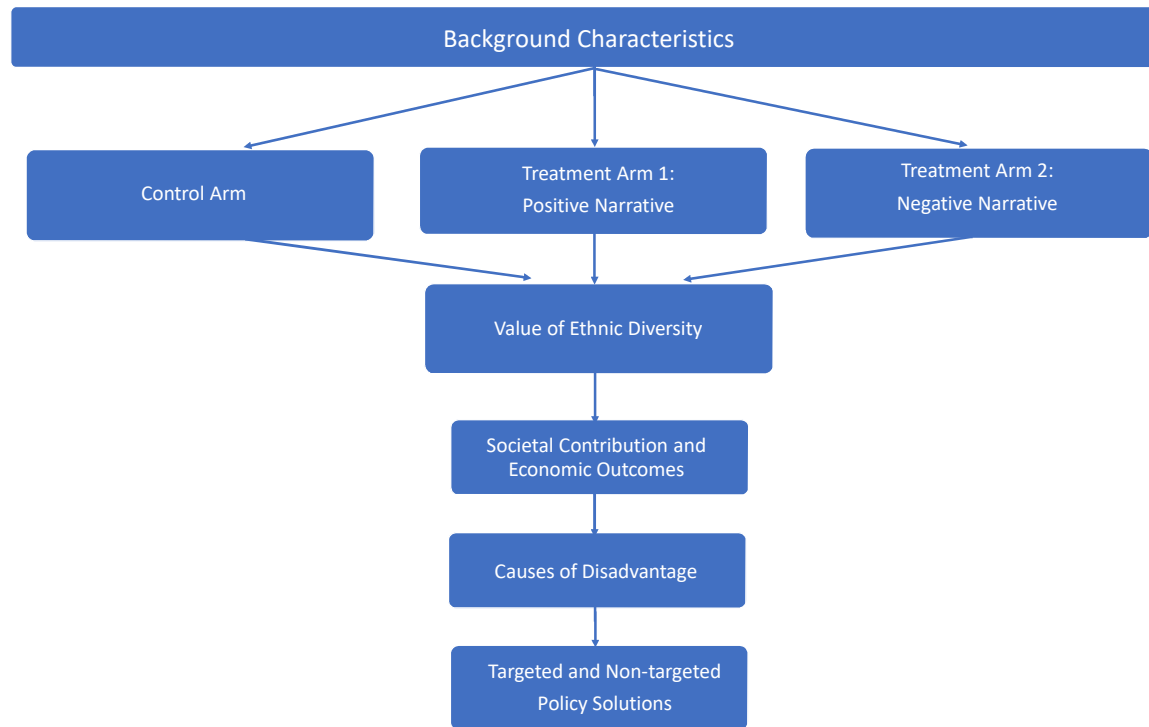 Background Characteristics
Control Arm
Treatment Arm 1:
Positive Narrative
Treatment Arm 2:
Negative Narrative
Value of Ethnic Diversity
Societal Contribution and
Economic Outcomes
Causes of Disadvantage
Targeted and Non-targeted
Policy Solutions